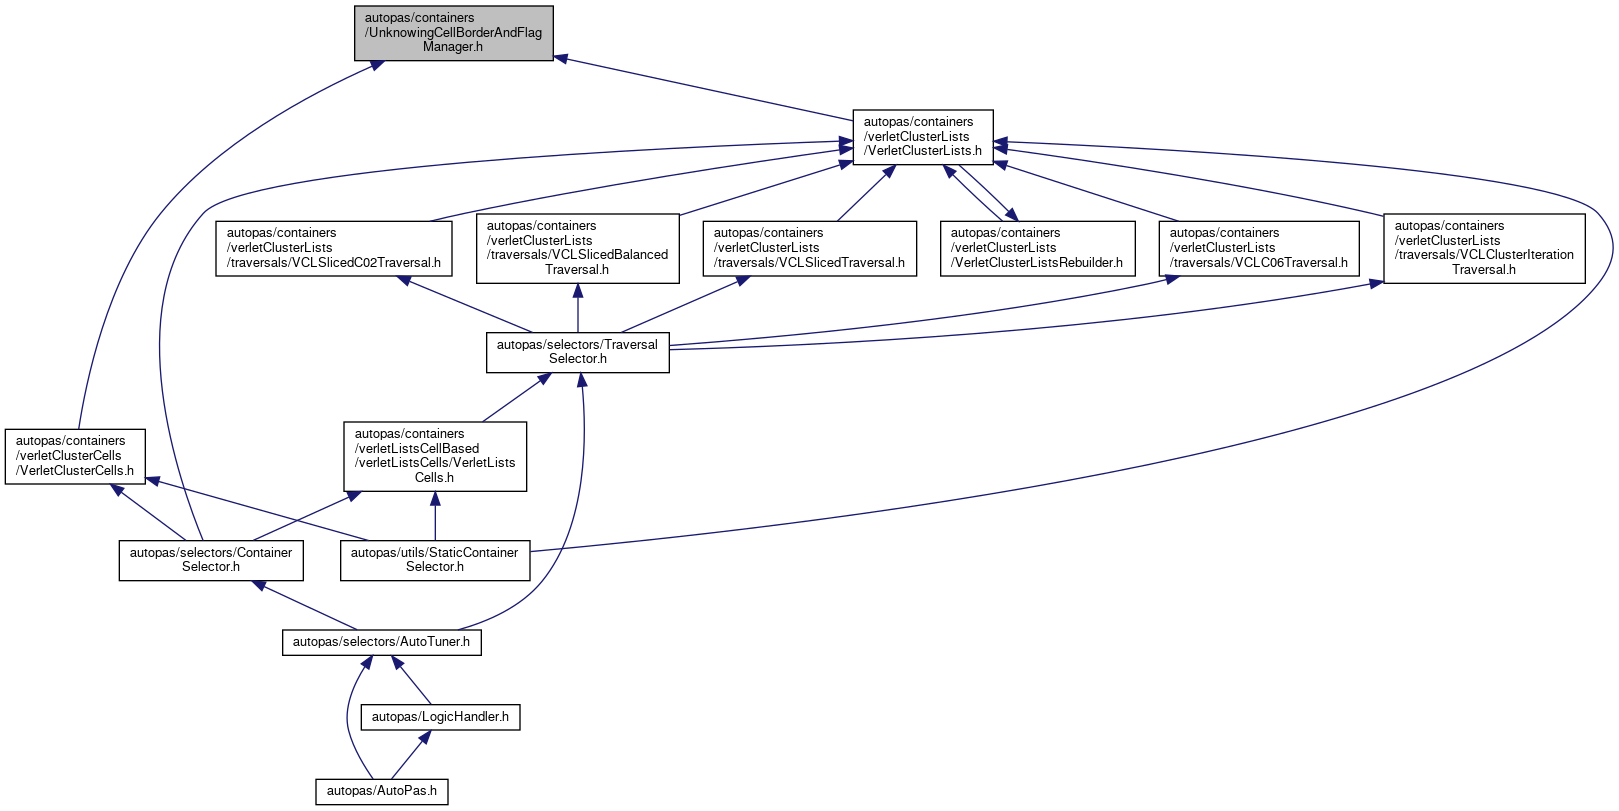 autopas/containers
/UnknowingCellBorderAndFlag
Manager.h
autopas/containers
/verletClusterLists
/VerletClusterLists.h
autopas/containers
/verletClusterLists
/traversals/VCLSlicedC02Traversal.h
autopas/containers
/verletClusterLists
/traversals/VCLSlicedBalanced
Traversal.h
autopas/containers
/verletClusterLists
/traversals/VCLSlicedTraversal.h
autopas/containers
/verletClusterLists
/VerletClusterListsRebuilder.h
autopas/containers
/verletClusterLists
/traversals/VCLC06Traversal.h
autopas/containers
/verletClusterLists
/traversals/VCLClusterIteration
Traversal.h
autopas/selectors/Traversal
Selector.h
autopas/containers
/verletClusterCells
/VerletClusterCells.h
autopas/containers
/verletListsCellBased
/verletListsCells/VerletLists
Cells.h
autopas/selectors/Container
Selector.h
autopas/utils/StaticContainer
Selector.h
autopas/selectors/AutoTuner.h
autopas/LogicHandler.h
autopas/AutoPas.h